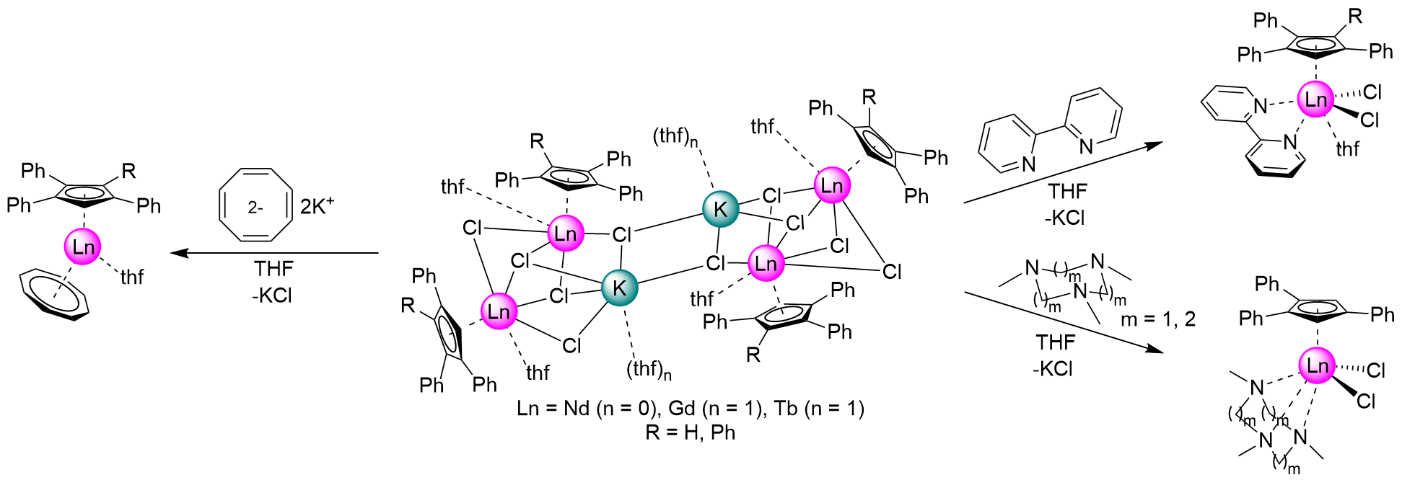 Ph
R
Ph
Ph
Ln
thf
2-
2K+
THF
-KCl
thf
R
Ph
Ph
Ph
Ln
Cl
Cl
Cl
Cl
Cl
K
Ln
thf
(thf)n
Ph
R
Ph
Ph
Ph
(thf)n
K
thf
Ln
Ph
R
Ph
Ph
Cl
Cl
Cl
Cl
Cl
Ln
thf
Ph
Ph
Ph
R
Ln = Nd (n = 0), Gd (n = 1), Tb (n = 1)
R = H, Ph
N
N
THF
-KCl
N
N
N
( )m
( )m
( )m
m = 1, 2
THF
-KCl
Ph
R
Ph
Ph
Ln
Cl
Cl
N
N
thf
Ph
Ph
Ph
Ln
Cl
Cl
N
( )m
( )m
N
N
( )m